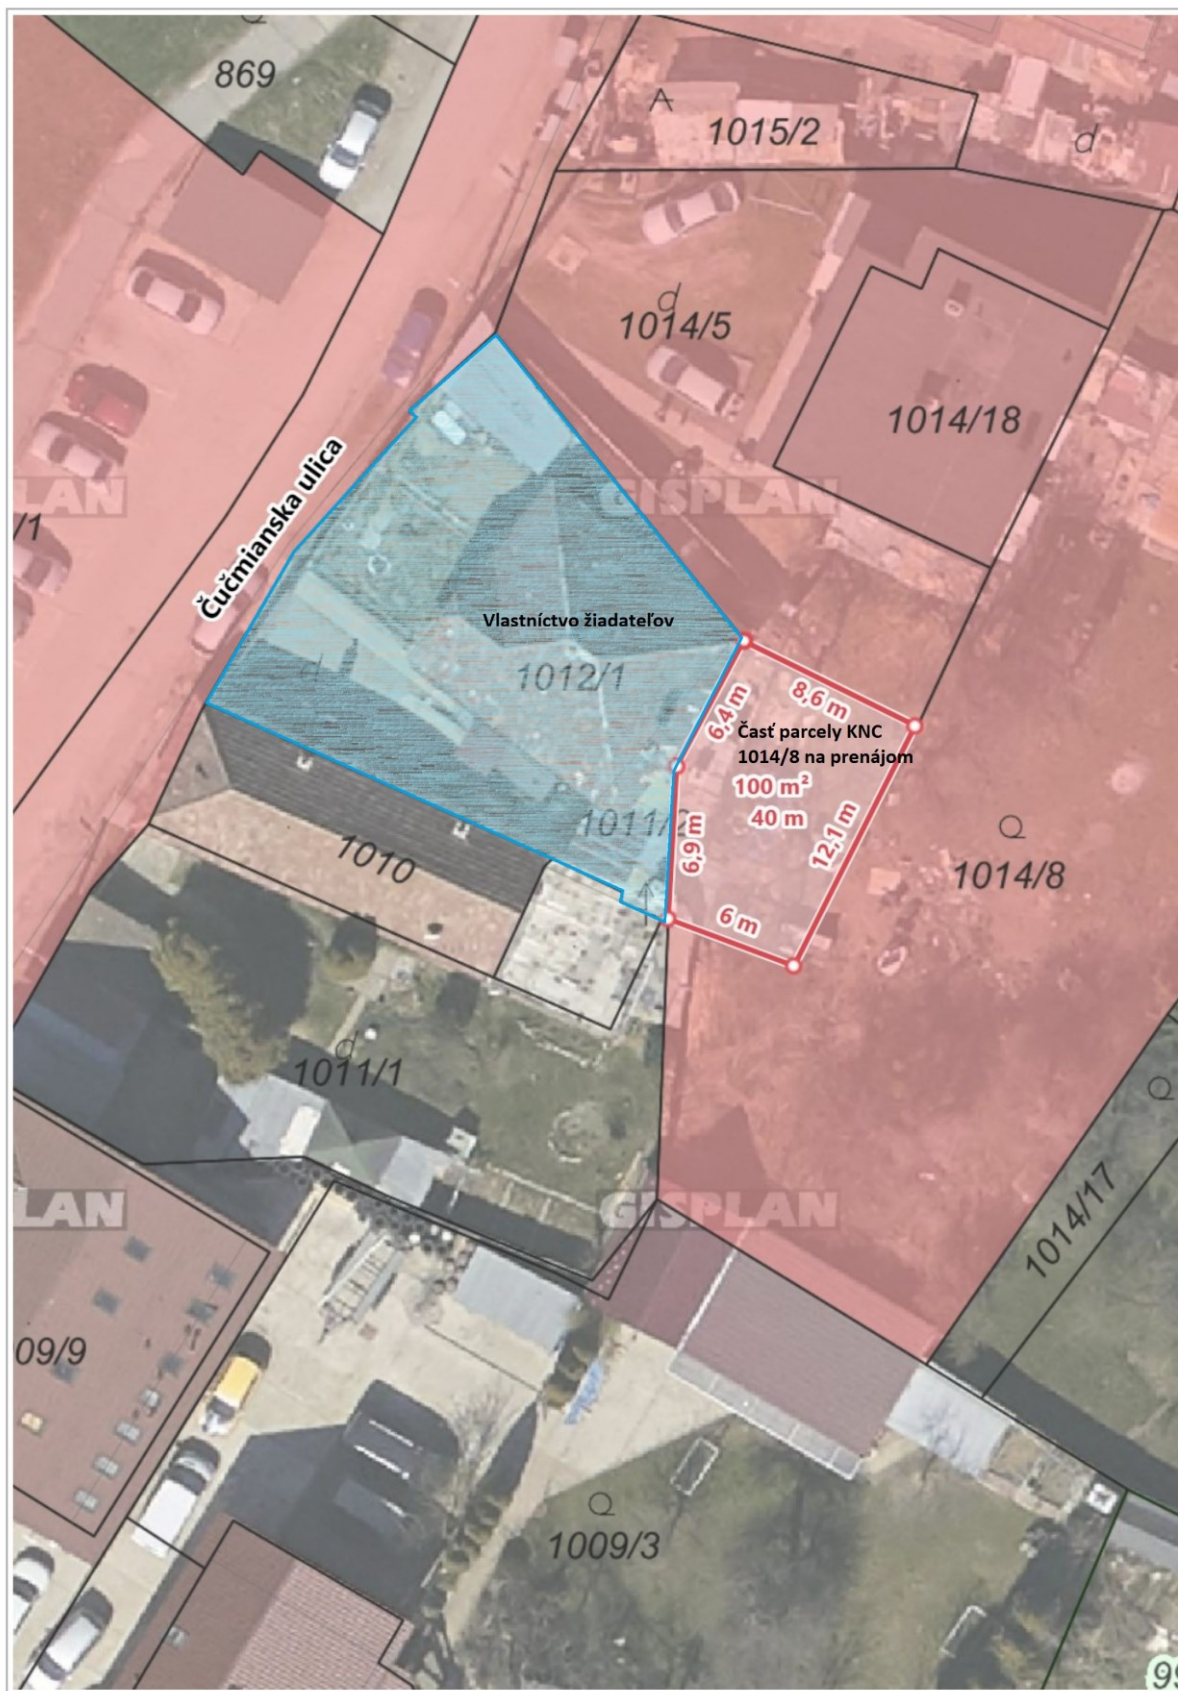 869
A
1015/2
d
d
1014/5
1014/18
LAN
GISPLAN
/1
Čučmianska ulica
Vlastníctvo žiadateľov
1012/1
d
8,6 m
6,4 m
Časť parcely KNC
1014/8 na prenájom
100 m²
40 m
12,1 m
6,9 m
6 m
1011/2
1014/8
1010
d
1011/1
1014/17
LAN
GISPLAN
09/9
1009/3
99